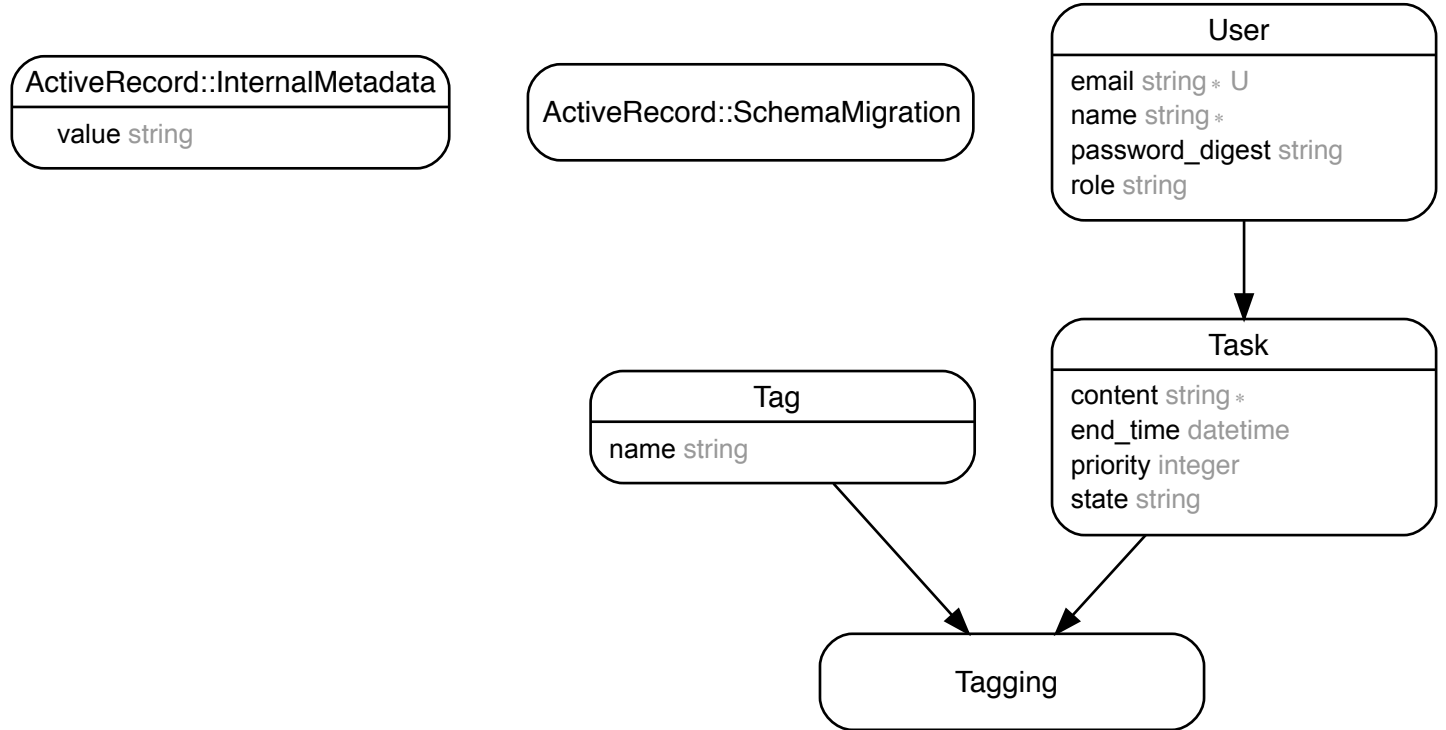 ActiveRecord::InternalMetadata
value string
ActiveRecord::SchemaMigration
User
email string * U
name string *
password_digest string
role string
Task
content string *
end_time datetime
priority integer
state string
Tag
name string
Tagging